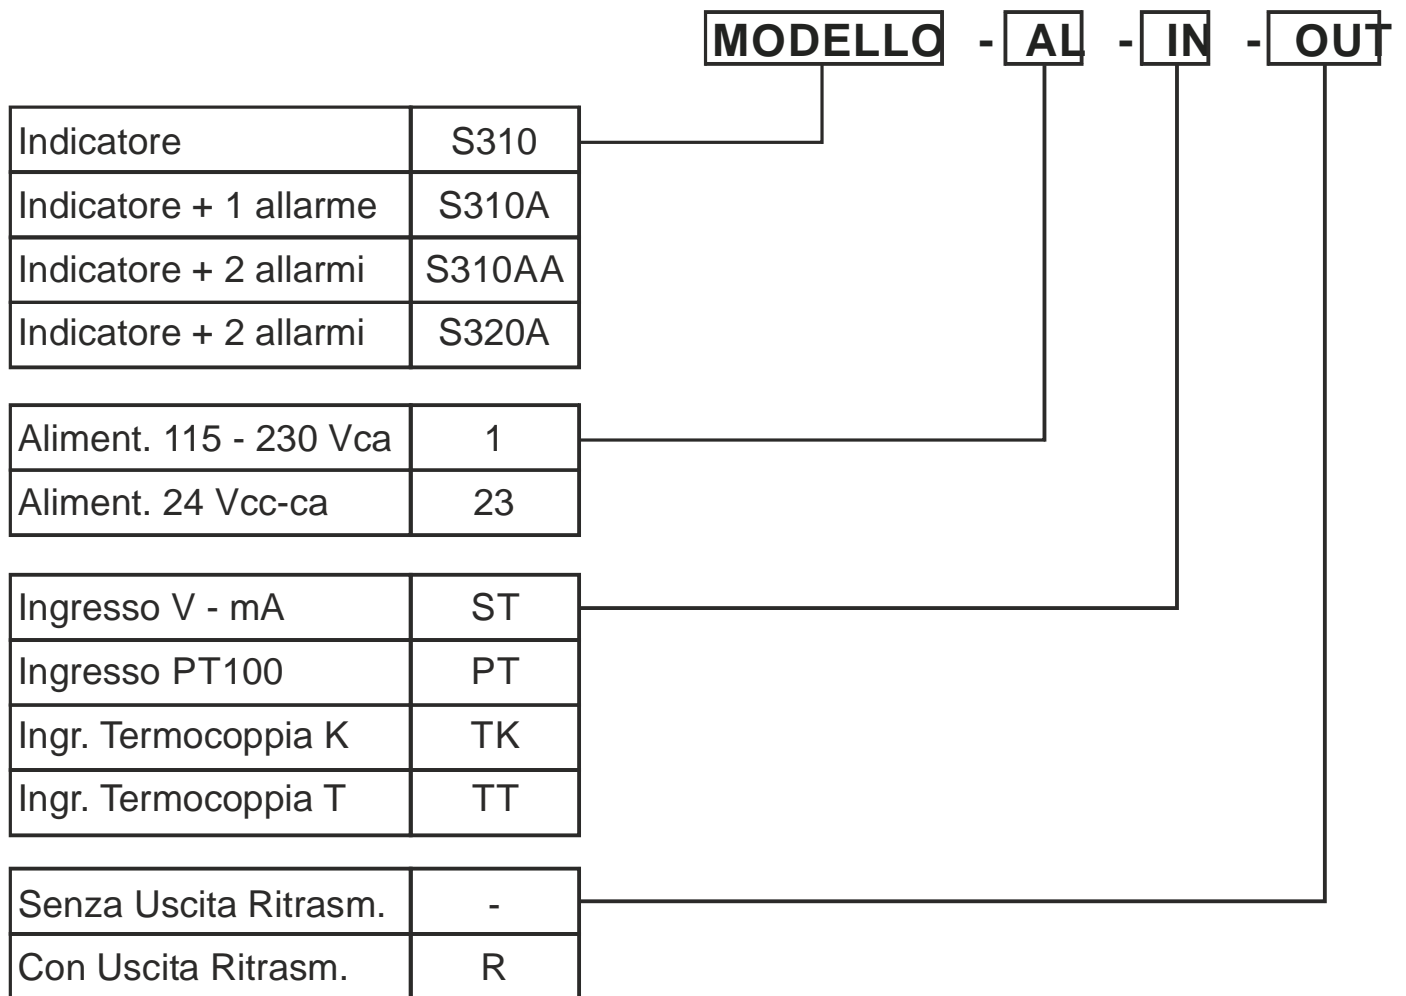 MODELLO - AL - IN - OUT
Indicatore S310
Indicatore + 1 allarme S310A
Indicatore + 2 allarmi S310AA
Indicatore + 2 allarmi S320A
Aliment. 115 - 230 Vca 1
Aliment. 24 Vcc-ca 23
Ingresso V - mA ST
Ingresso PT100 PT
Ingr. Termocoppia K TK
Ingr. Termocoppia T TT
Senza Uscita Ritrasm. -
Con Uscita Ritrasm. R